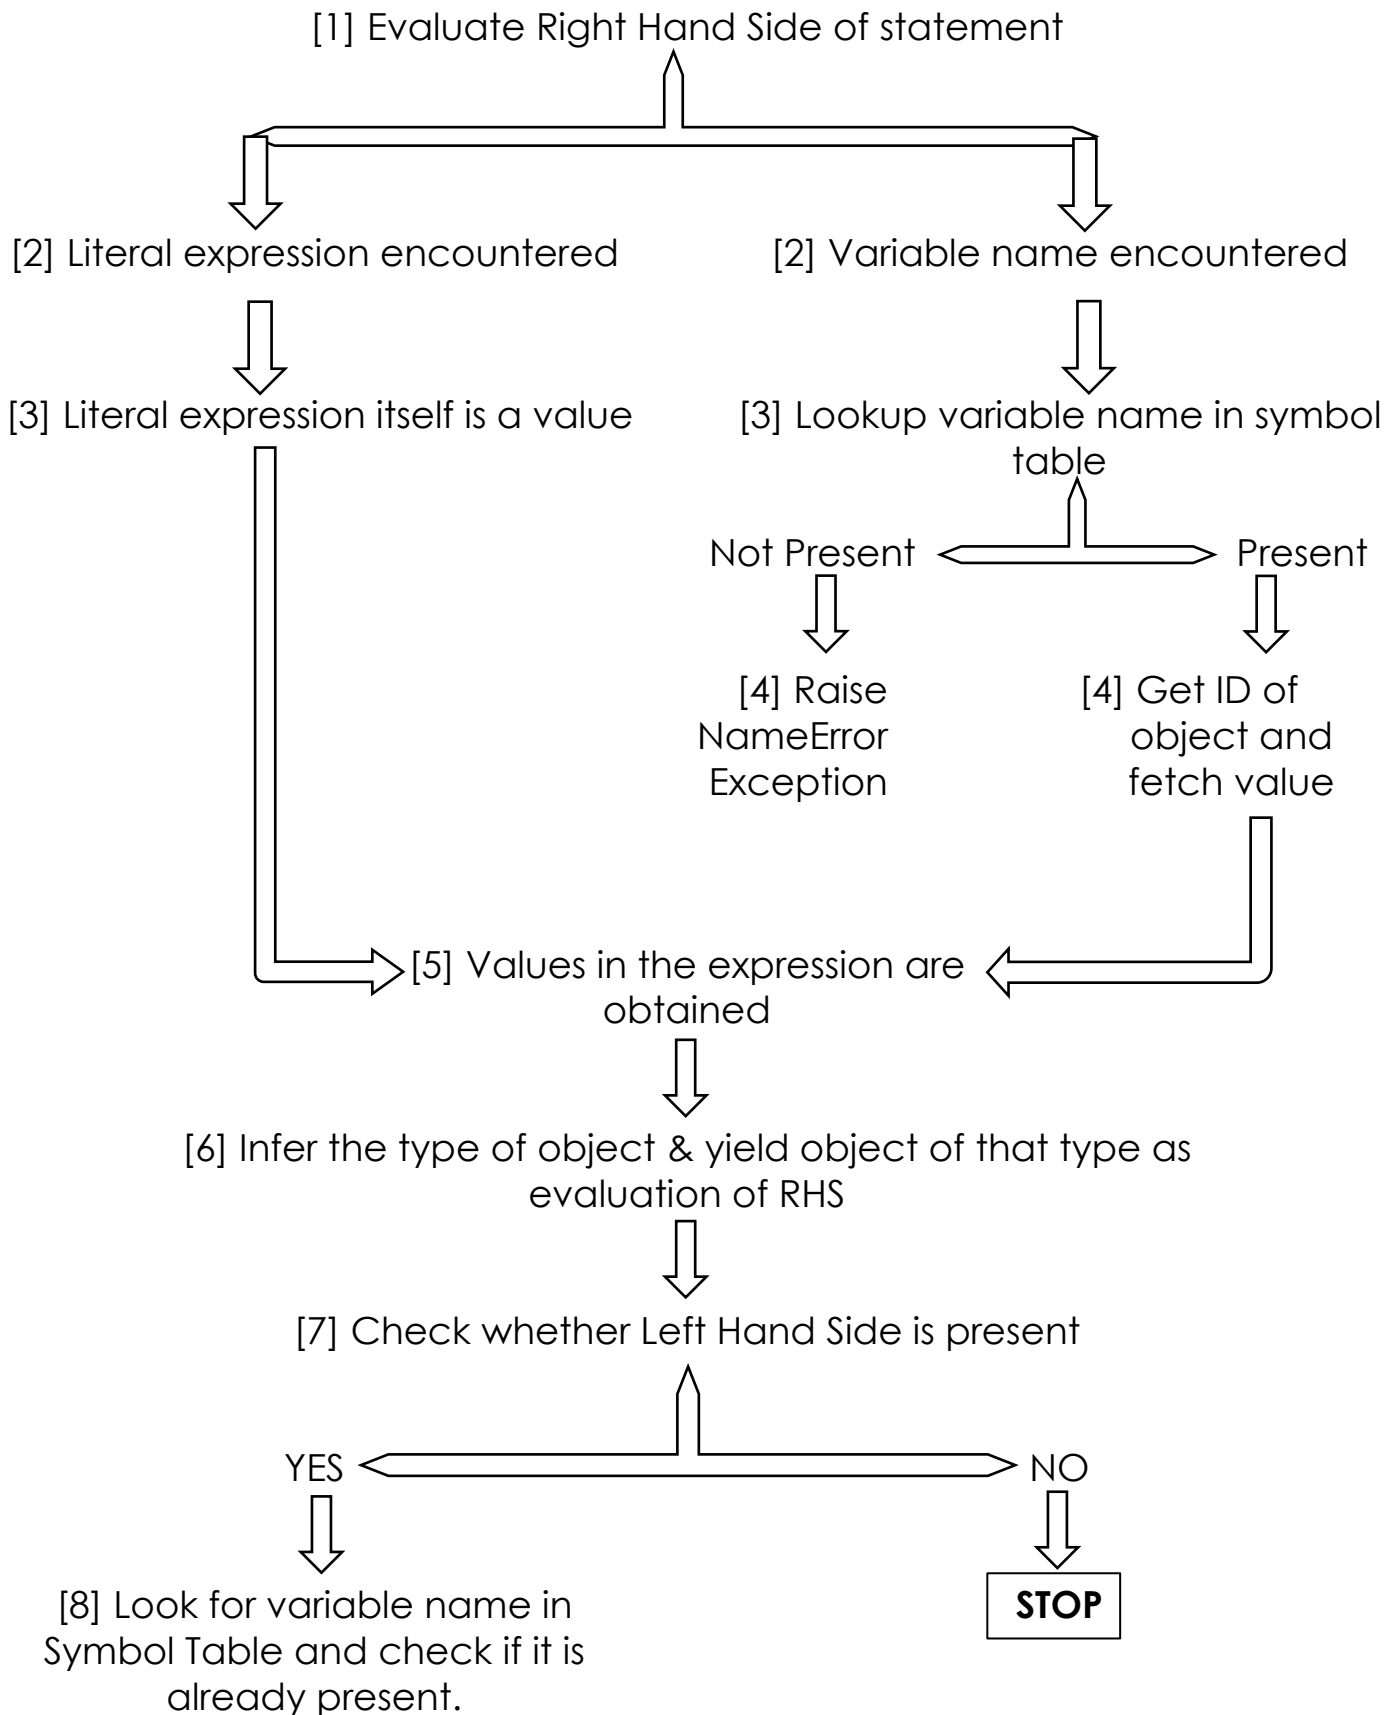 [1] Evaluate Right Hand Side of statement
[2] Literal expression encountered
[2] Variable name encountered
[3] Literal expression itself is a value
[3] Lookup variable name in symbol
table
Not Present
Present
[4] Raise
NameError
Exception
[4] Get ID of
object and
fetch value
[5] Values in the expression are
obtained
[6] Infer the type of object & yield object of that type as
evaluation of RHS
[7] Check whether Left Hand Side is present
YES
NO
[8] Look for variable name in
Symbol Table and check if it is
already present.
STOP